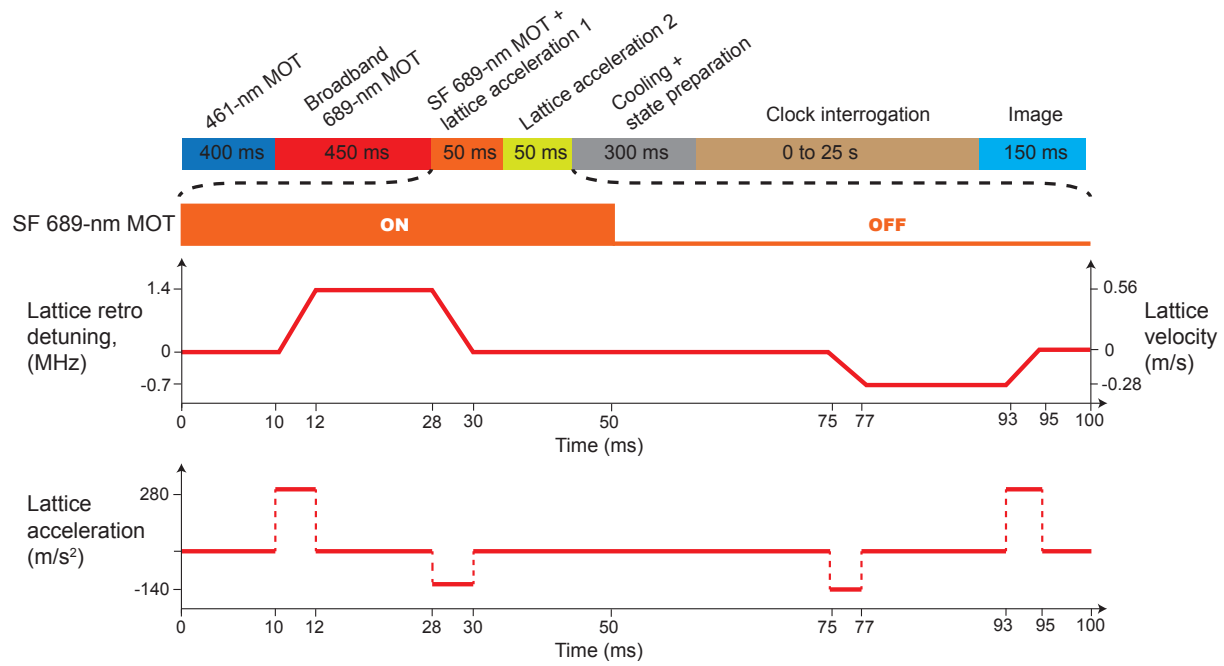 461-nm MOT
Broadband
689-nm MOT
SF 689-nm MOT +
lattice acceleration 1
Lattice acceleration 2
Cooling +
state preparation
Clock interrogation
Image
400 ms
450 ms
50 ms
50 ms
300 ms
0 to 25 s
150 ms
SF 689-nm MOT
ON
OFF
Lattice retro
detuning,
(MHz)
1.4
0
-0.7
0.56
0
-0.28
Lattice
velocity
(m/s)
0 10 12 28 30 50 75 77 93 95 100
Time (ms)
Lattice
acceleration
(m/s²)
280
-140
0 10 12 28 30 50 75 77 93 95 100
Time (ms)